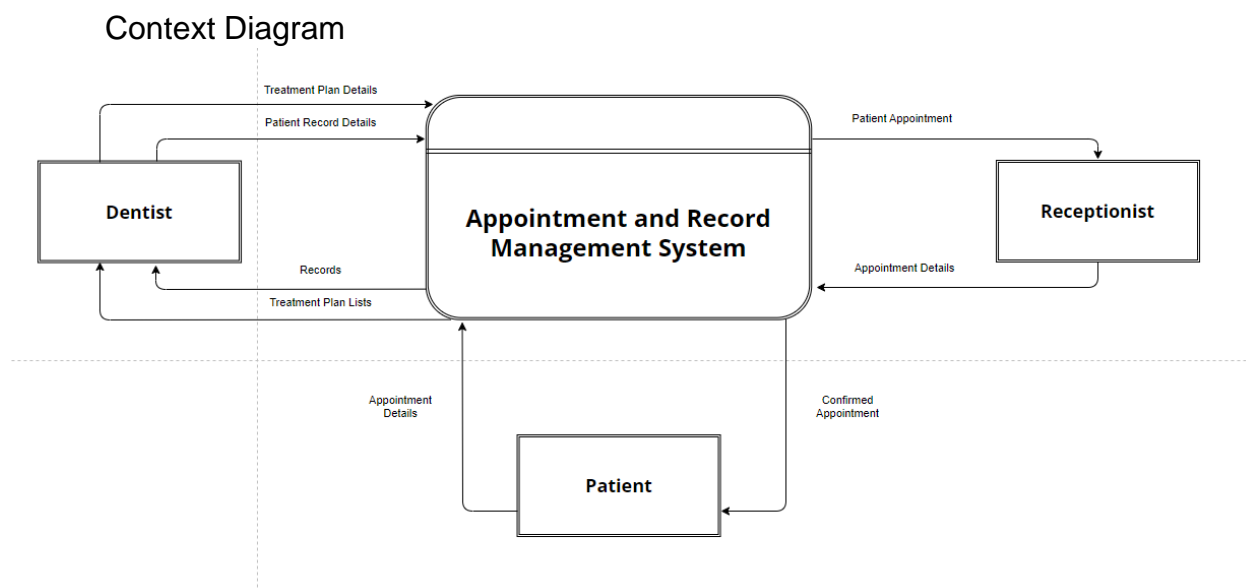 Context Diagram
Treatment Plan Details
Patient Record Details
Patient Appointment
Dentist
Appointment and Record
Management System
Receptionist
Records
Appointment Details
Treatment Plan Lists
Appointment
Details
Confirmed
Appointment
Patient